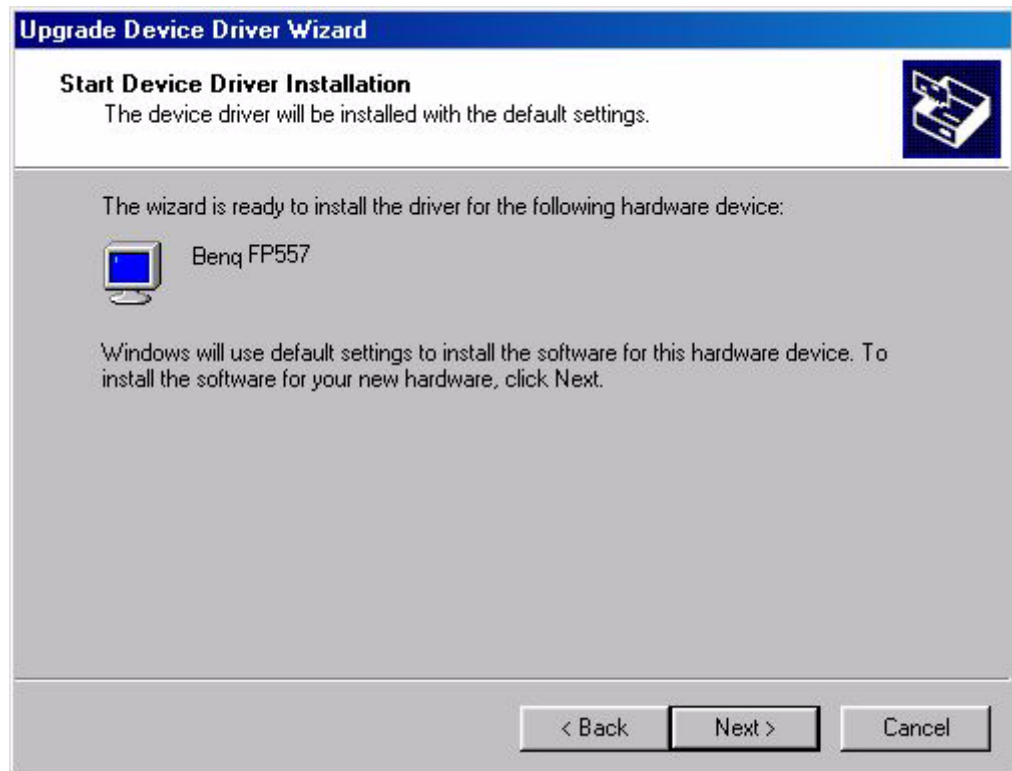 Upgrade Device Driver Wizard
Start Device Driver Installation
The device driver will be installed with the default settings.
The wizard is ready to install the driver for the following hardware device:
Benq FP557
Windows will use default settings to install the software for this hardware device. To
install the software for your new hardware, click Next.
< Back
Next >
Cancel